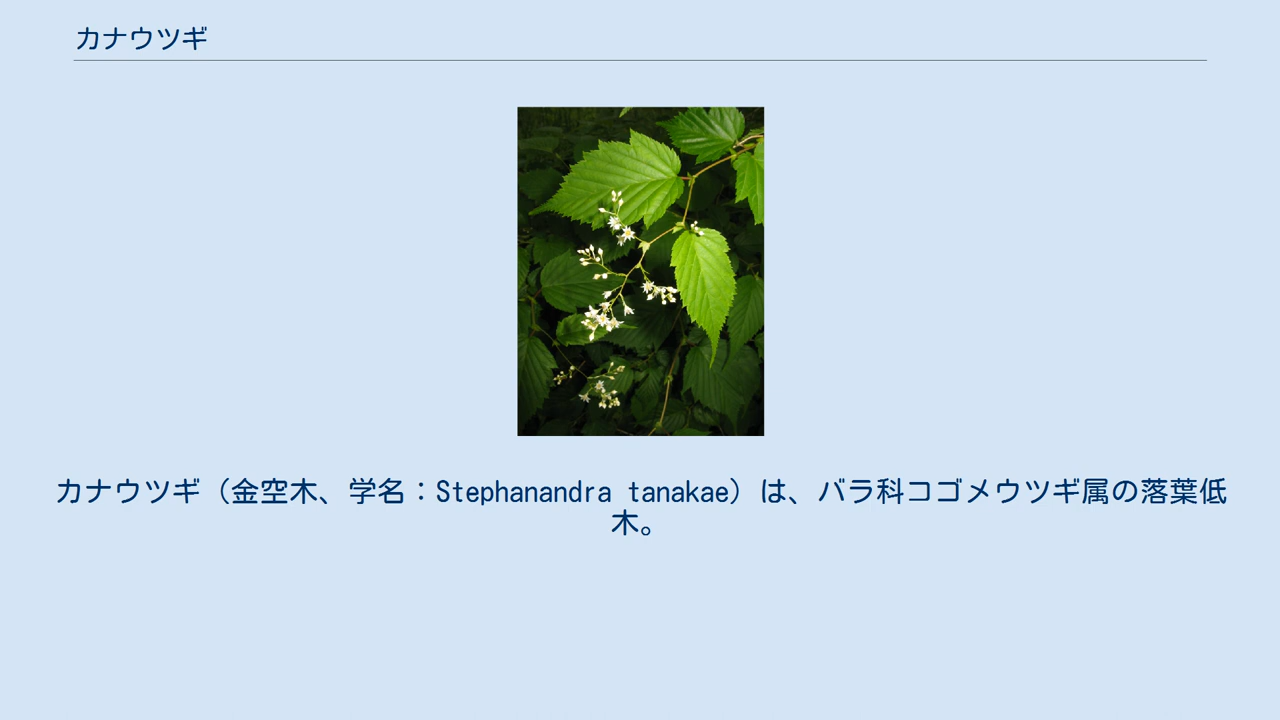 カナウツギ
カナウツギ（金空木、学名：Stephanandra tanakae）は、バラ科コゴメウツギ属の落葉低
木。